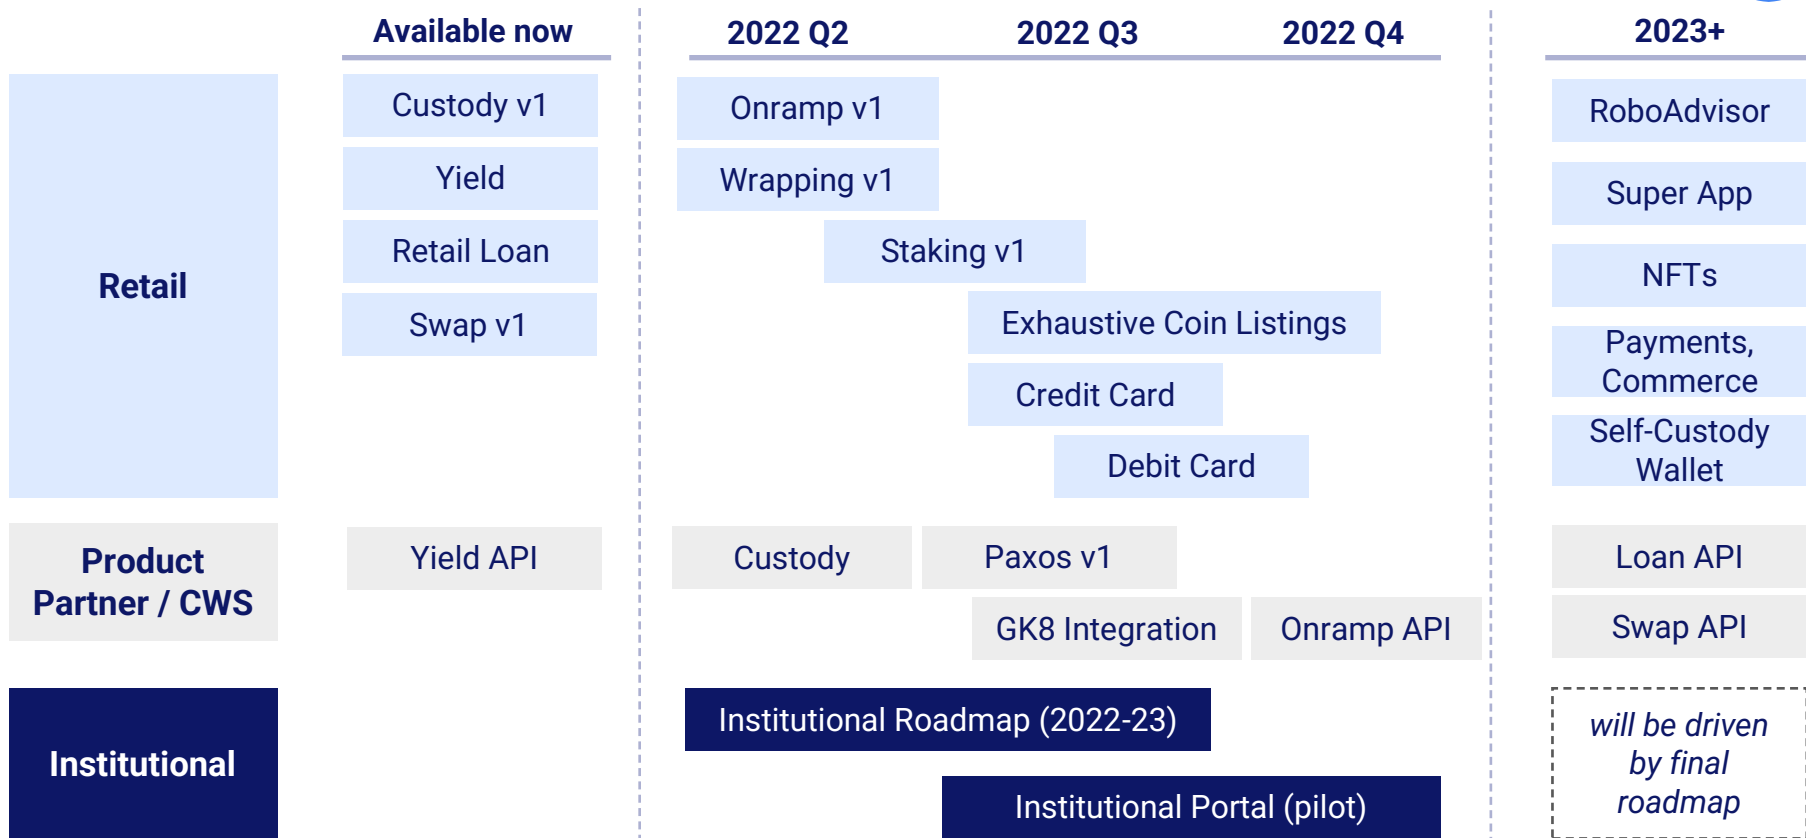 Available now
2022 Q2
2022 Q3
2022 Q4
2023+
Retail
Custody v1
Onramp v1
RoboAdvisor
Yield
Wrapping v1
Super App
Retail Loan
Staking v1
NFTs
Swap v1
Exhaustive Coin Listings
Payments,
Commerce
Credit Card
Debit Card
Self-Custody
Wallet
Product
Partner / CWS
Yield API
Custody
Paxos v1
Loan API
GK8 Integration
Onramp API
Swap API
Institutional
Institutional Roadmap (2022-23)
Institutional Portal (pilot)
will be driven
by final
roadmap